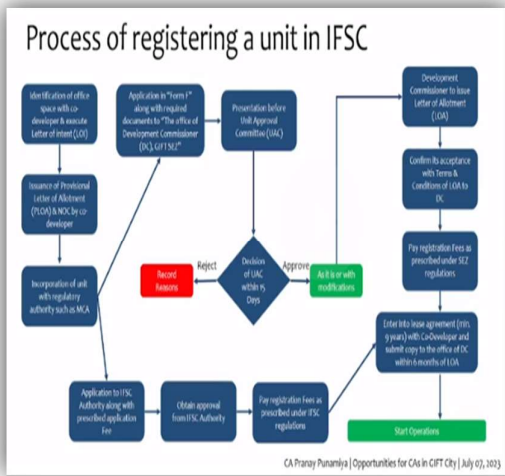 Process of registering a unit in IFSC
Identification of office
space with co-
developer & execute
Letter of Intent (LOI)
Issuance of Provisional
Letter of Allotment
(PLOA) & NOC by co-
developer
Incorporation of unit
with regulatory
authority such as MCA
Application in "Form F"
along with required
documents to "The office of
Development Commissioner
(DC), GIFT SEZ"
Presentation before
Unit Approval
Committee (UAC)
Decision
of UAC
within 15
Days
Reject
Record
Reasons
Approve
As it is or with
modifications
Development
Commissioner to issue
Letter of Allotment
(LOA)
Confirm its acceptance
with Terms &
Conditions of LOA to
DC
Pay registration Fees as
prescribed under SEZ
regulations
Enter into lease agreement (min.
9 years) with Co-Developer and
submit copy to the office of DC
within 6 months of LOA
Start Operations
Application to IFSC
Authority along with
prescribed application
Fee
Obtain approval
from IFSC Authority
Pay registration Fees as
prescribed under IFSC
regulations
CA Pranay Punamiya | Opportunities for CAs in GIFT City | July 07, 2023